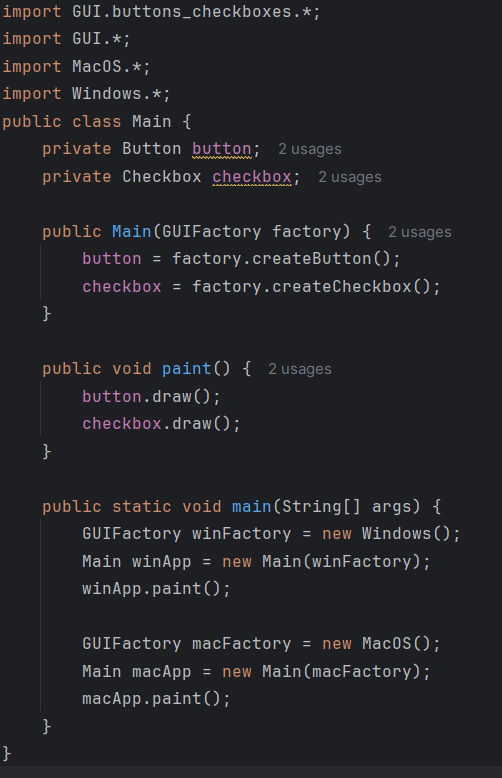 import GUI.buttons_checkboxes.*;
import GUI.*;
import MacOS.*;
import Windows.*;
public class Main {
    private Button button;  2 usages
    private Checkbox checkbox;  2 usages

    public Main(GUIFactory factory) {  2 usages
        button = factory.createButton();
        checkbox = factory.createCheckbox();
    }

    public void paint() {  2 usages
        button.draw();
        checkbox.draw();
    }

    public static void main(String[] args) {
        GUIFactory winFactory = new Windows();
        Main winApp = new Main(winFactory);
        winApp.paint();

        GUIFactory macFactory = new MacOS();
        Main macApp = new Main(macFactory);
        macApp.paint();
    }
}